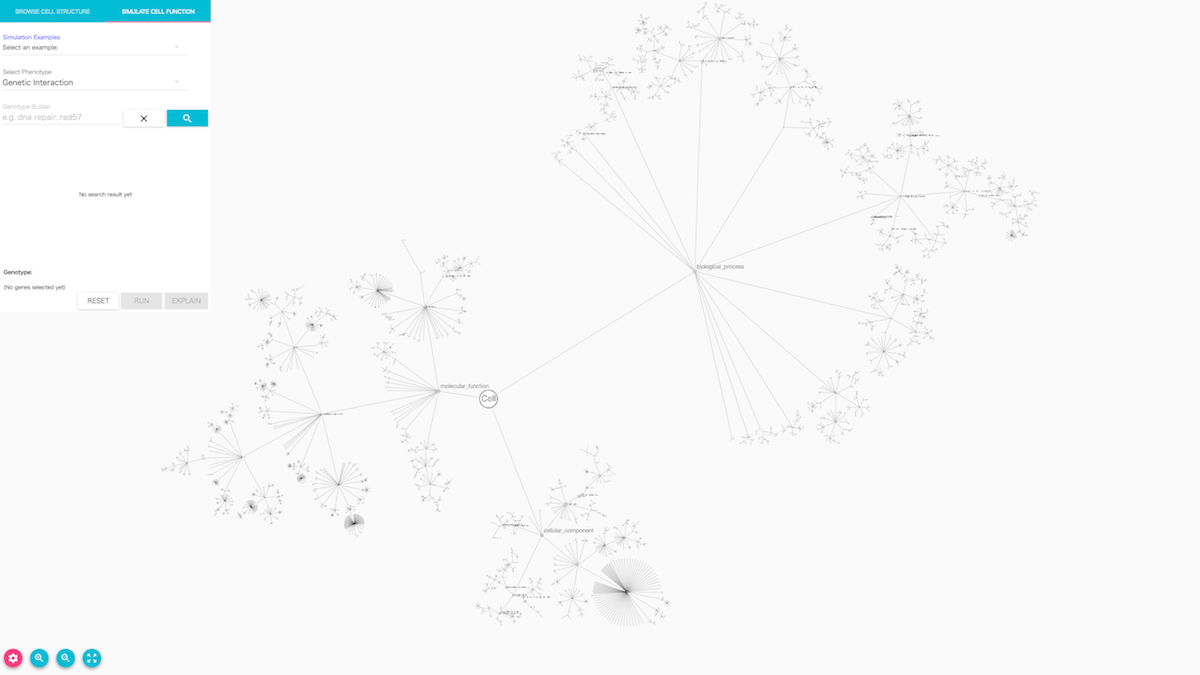 BROWSE CELL STRUCTURE
SIMULATE CELL FUNCTION
Simulation Examples
Select an example:
Select Phenotype
Genetic Interaction
Genotype Builder
e.g. dna repair, rad57
No search result yet
Genotype:
(No genes selected yet)
RESET
RUN
EXPLAIN
biological_process
molecular_function
Cell
cellular_component